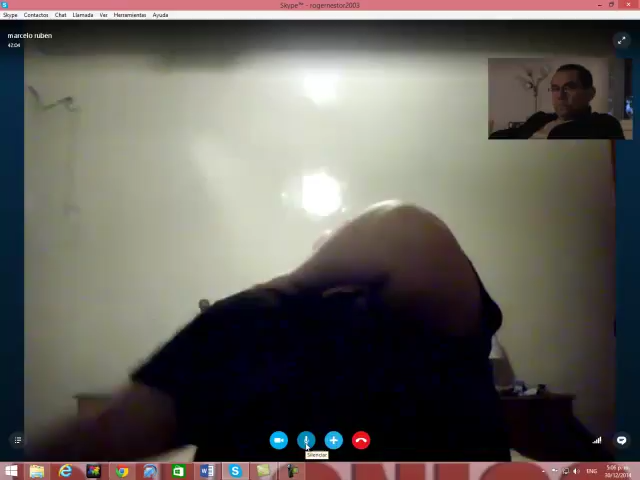 Skype™ - rogernestor2003
Skype Contactos Chat Llamada Ver Herramientas Ayuda
marcelo ruben
42:04
Silenciar
ENG
5:06 p. m.
30/12/2014